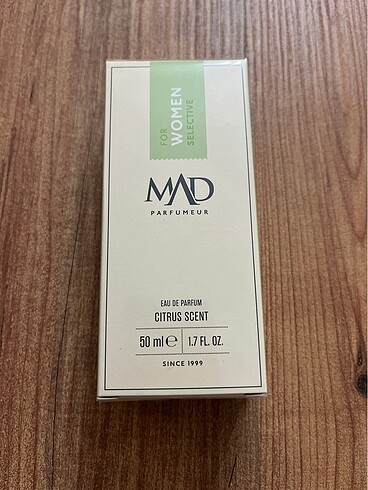 FOR
WOMEN
SELECTIVE
MAD
PARFUMEUR
EAU DE PARFUM
CITRUS SCENT
50 ml ℮ 1.7 FL. OZ.
SINCE 1999